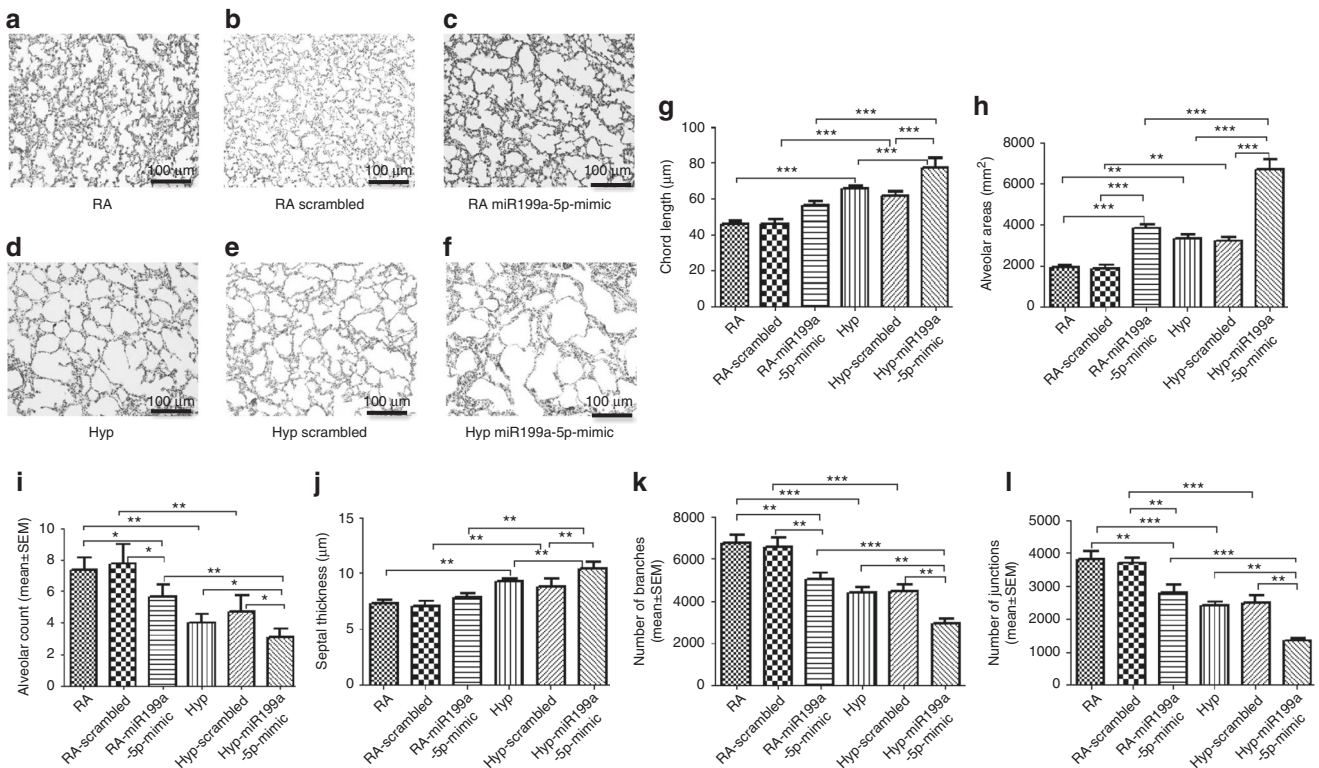 a
b
c
100 μm
100 μm
100 μm
RA
RA scrambled
RA miR199a-5p-mimic
d
e
f
100 μm
100 μm
100 μm
Hyp
Hyp scrambled
Hyp miR199a-5p-mimic
g
Chord length (μm)
100
80
60
40
20
0
***
***
***
***
***
RA
RA-scrambled
RA-miR199a
-5p-mimic
Hyp
Hyp-scrambled
Hyp-miR199a
-5p-mimic
h
Alveolar areas (mm²)
8000
6000
4000
2000
0
***
***
**
***
**
***
***
RA
RA-scrambled
RA-miR199a
-5p-mimic
Hyp
Hyp-scrambled
Hyp-miR199a
-5p-mimic
i
Alveolar count (mean±SEM)
10
8
6
4
2
0
**
**
*
*
**
*
*
RA
RA-scrambled
RA-miR199a
-5p-mimic
Hyp
Hyp-scrambled
Hyp-miR199a
-5p-mimic
j
Septal thickness (μm)
15
10
5
0
**
**
**
**
**
RA
RA-scrambled
RA-miR199a
-5p-mimic
Hyp
Hyp-scrambled
Hyp-miR199a
-5p-mimic
k
Number of branches
(mean±SEM)
8000
6000
4000
2000
0
***
***
**
**
***
**
**
RA
RA-scrambled
RA-miR199a
-5p-mimic
Hyp
Hyp-scrambled
Hyp-miR199a
-5p-mimic
l
Number of junctions
(mean±SEM)
5000
4000
3000
2000
1000
0
***
**
***
**
***
**
**
RA
RA-scrambled
RA-miR199a
-5p-mimic
Hyp
Hyp-scrambled
Hyp-miR199a
-5p-mimic